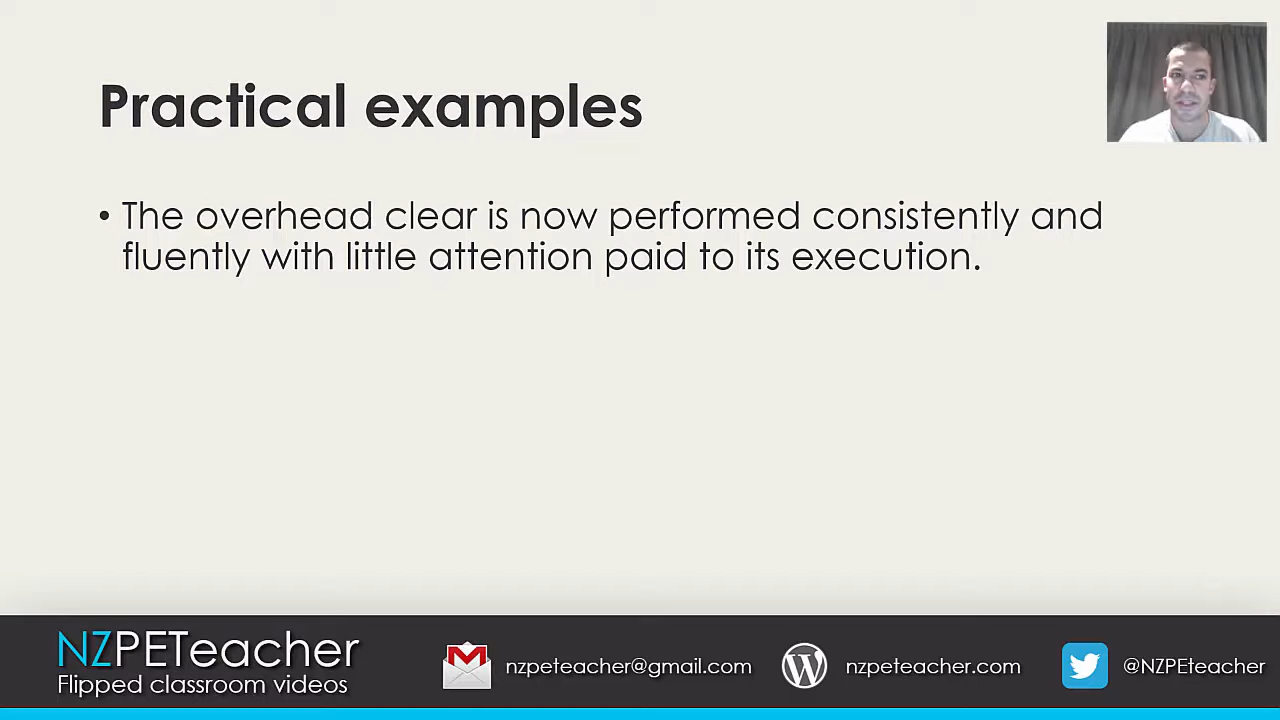 Practical examples
• The overhead clear is now performed consistently and
fluently with little attention paid to its execution.
NZPETeacher
Flipped classroom videos
nzpeteacher@gmail.com
nzpeteacher.com
@NZPEteacher